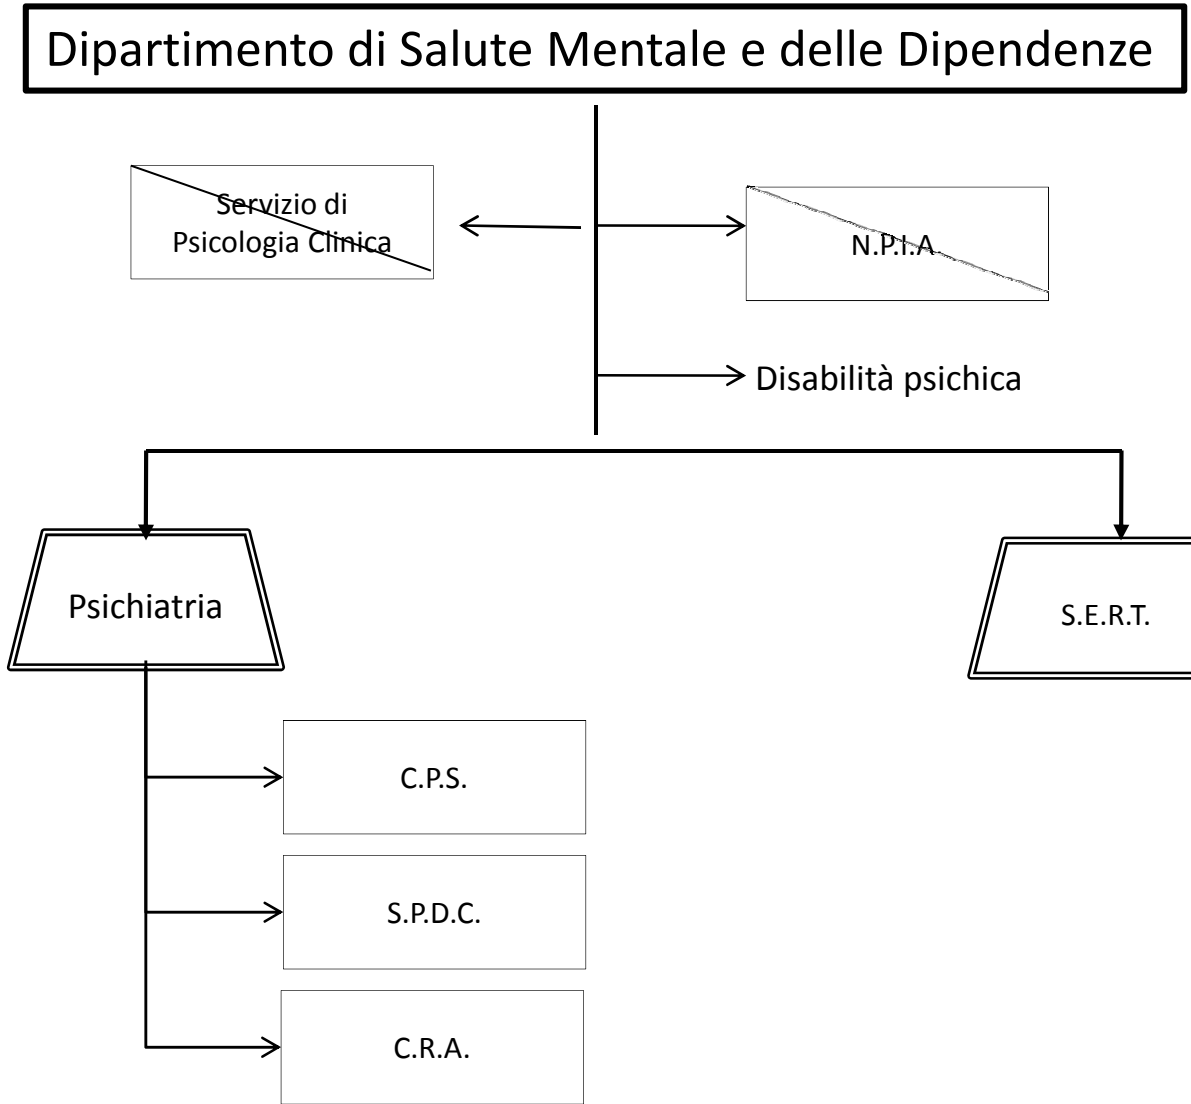 Dipartimento di Salute Mentale e delle Dipendenze
Servizio di
Psicologia Clinica
N.P.I.A.
Disabilità psichica
Psichiatria
S.E.R.T.
C.P.S.
S.P.D.C.
C.R.A.